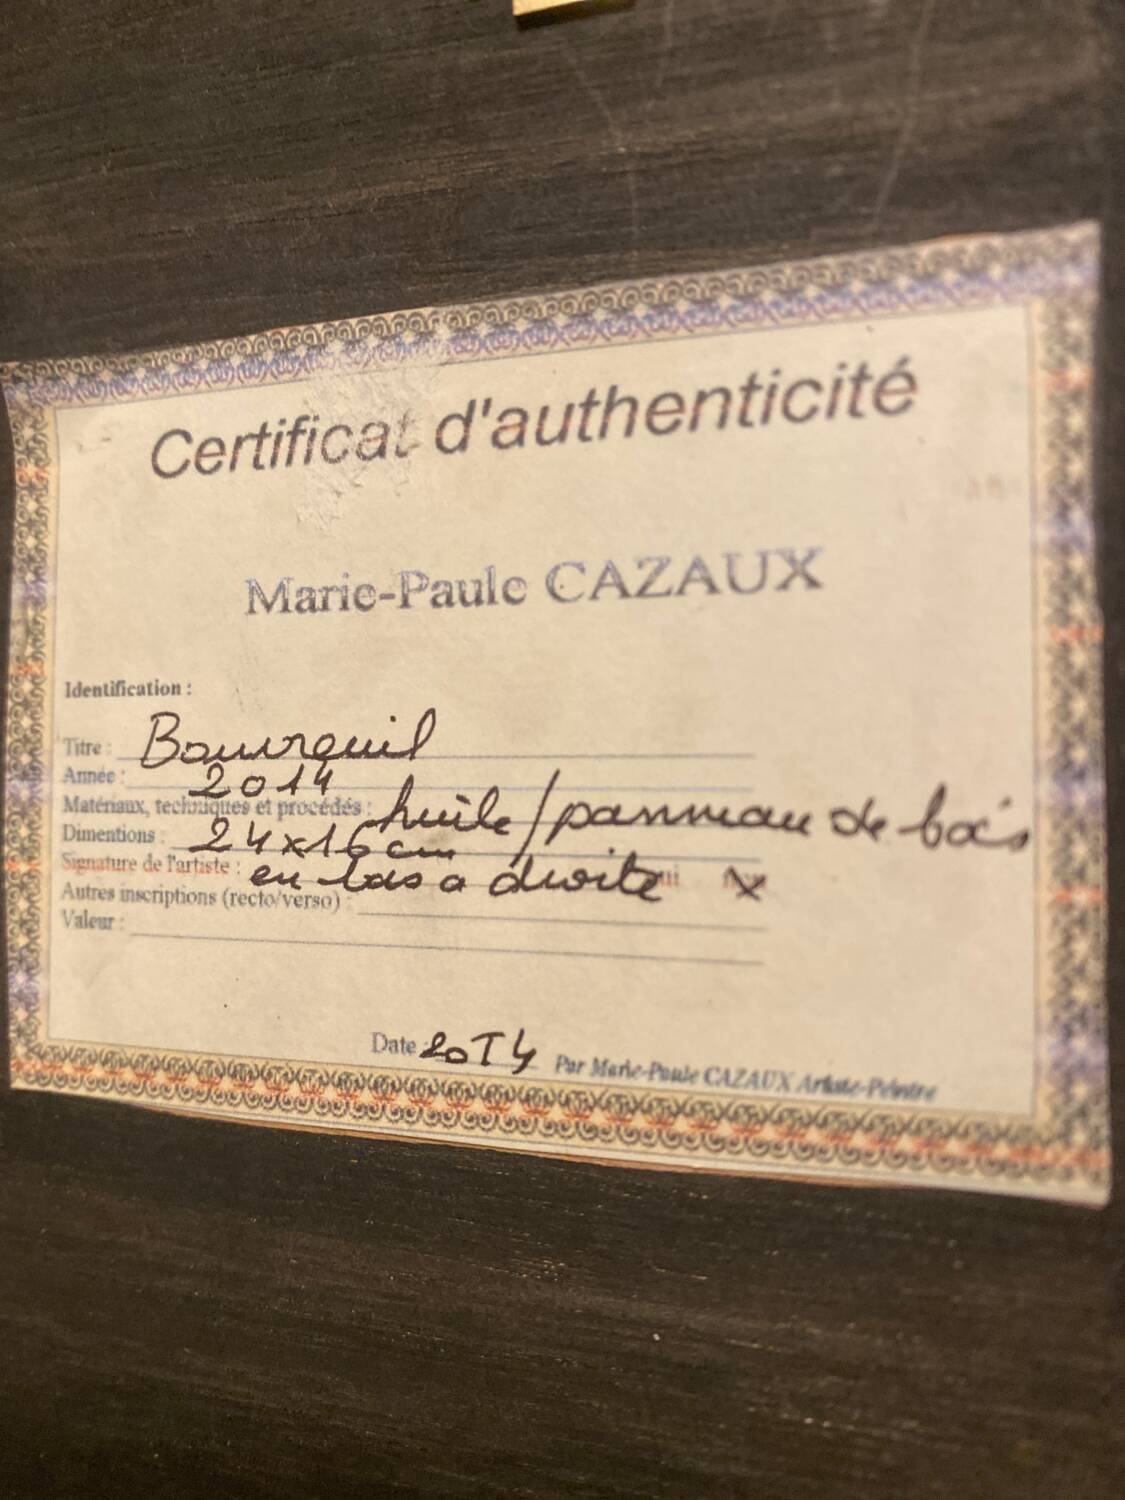 Certificat d'authenticité
Marie-Paule CAZAUX
Identification :
Titre : Bourgueil
Année : 2014
Matériaux, techniques et procédés : huile/panneau de bois
Dimentions : 24x16 cm
Signature de l'artiste : en bas a droite x
Autres inscriptions (recto/verso) :
Valeur :
Date 2014
Par Marie-Paule CAZAUX Artiste-Peintre